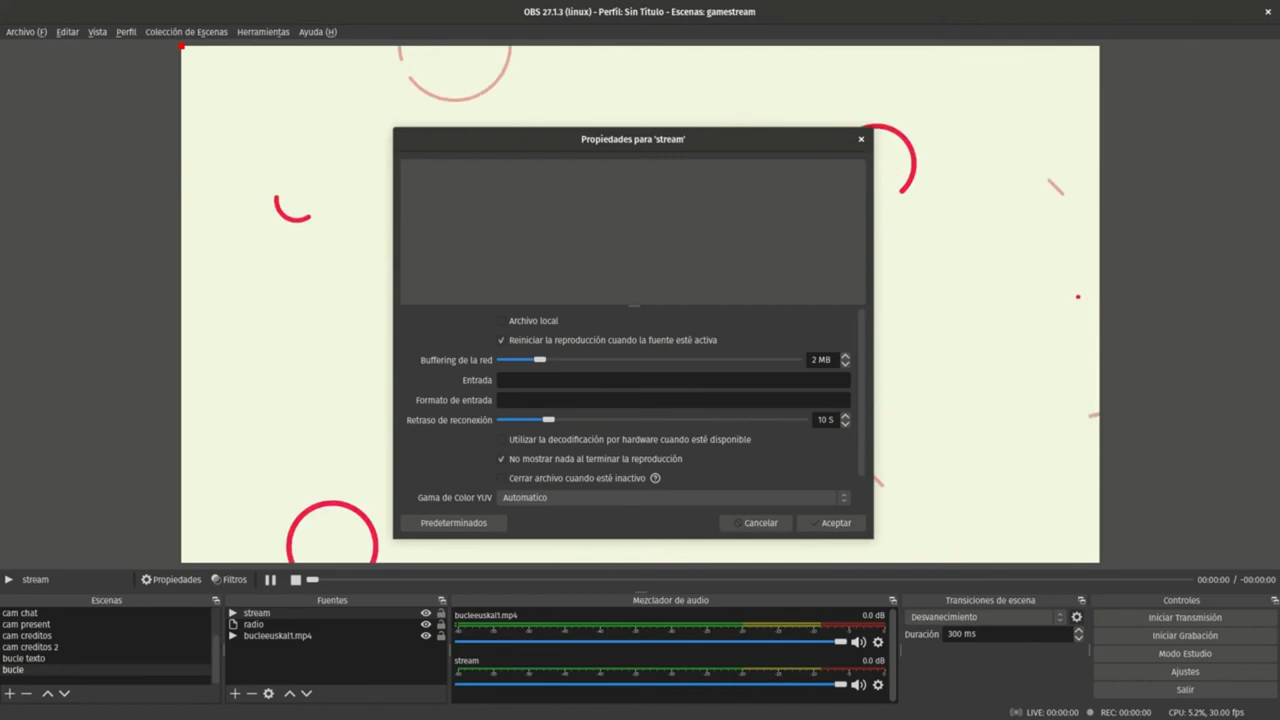 OBS 27.1.3 (linux) - Perfil: Sin Título - Escenas: gamestream
Archivo (F) Editar Vista Perfil Colección de Escenas Herramientas Ayuda (H)
Propiedades para 'stream'
Archivo local
Reiniciar la reproducción cuando la fuente esté activa
Buffering de la red 2 MB
Entrada
Formato de entrada
Retraso de reconexión 10 S
Utilizar la decodificación por hardware cuando esté disponible
No mostrar nada al terminar la reproducción
Cerrar archivo cuando esté inactivo
Gama de Color YUV Automatico
Predeterminados Cancelar Aceptar
stream Propiedades Filtros 00:00:00 / -00:00:00
Escenas Fuentes Mezclador de audio Transiciones de escena Controles
cam chat
cam present
cam creditos
cam creditos 2
bucle texto
bucle
stream
radio
bucleeuskal1.mp4
bucleeuskal1.mp4 0.0 dB
stream 0.0 dB
Desvanecimiento
Duración 300 ms
Iniciar Transmisión
Iniciar Grabación
Modo Estudio
Ajustes
Salir
LIVE: 00:00:00 REC: 00:00:00 CPU: 5.2%, 30.00 fps